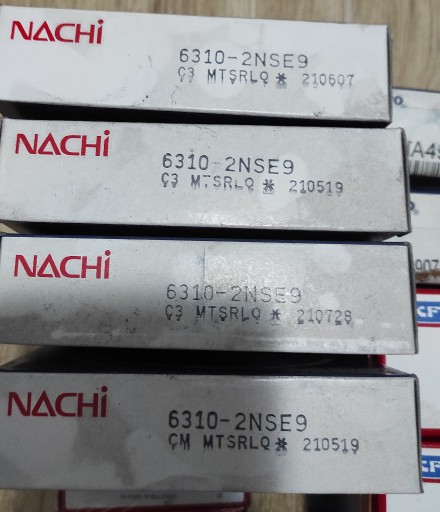 NACHi
6310-2NSE9
C3 MTSRLQ * 210607
NACHi
6310-2NSE9
C3 MTSRLQ * 210519
NACHi
6310-2NSE9
C3 MTSRLQ * 210728
NACHi
6310-2NSE9
CM MTSRLQ * 210519